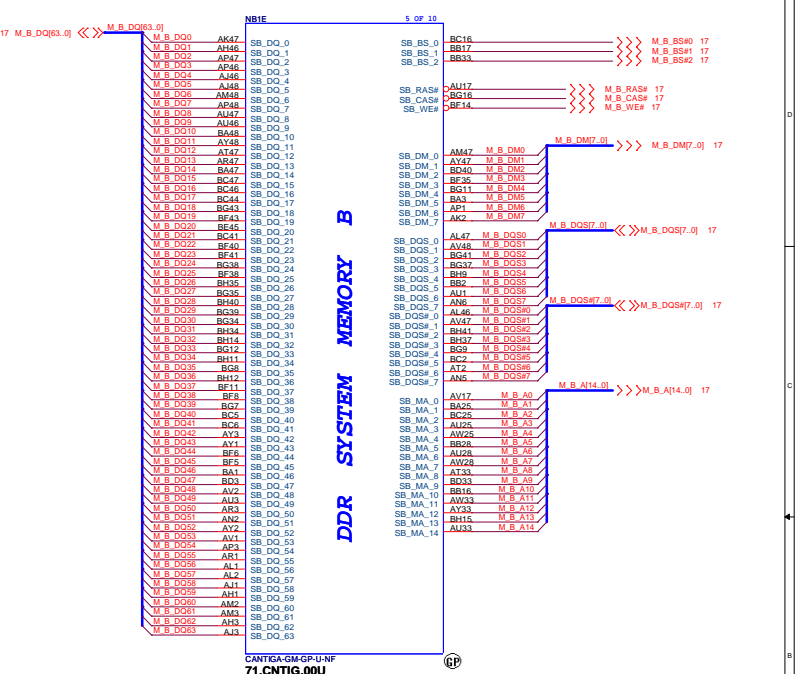 NB1E
5 OF 10
17 M_B_DQ[63..0]
M_B_DQ[63..0]
M_B_DQ0 AK47 SB_DQ_0
M_B_DQ1 AH46 SB_DQ_1
M_B_DQ2 AP47 SB_DQ_2
M_B_DQ3 AP46 SB_DQ_3
M_B_DQ4 AJ46 SB_DQ_4
M_B_DQ5 AJ48 SB_DQ_5
M_B_DQ6 AM48 SB_DQ_6
M_B_DQ7 AP48 SB_DQ_7
M_B_DQ8 AU47 SB_DQ_8
M_B_DQ9 AU46 SB_DQ_9
M_B_DQ10 BA48 SB_DQ_10
M_B_DQ11 AY48 SB_DQ_11
M_B_DQ12 AT47 SB_DQ_12
M_B_DQ13 AR47 SB_DQ_13
M_B_DQ14 BA47 SB_DQ_14
M_B_DQ15 BC47 SB_DQ_15
M_B_DQ16 BC46 SB_DQ_16
M_B_DQ17 BC44 SB_DQ_17
M_B_DQ18 BG43 SB_DQ_18
M_B_DQ19 BF43 SB_DQ_19
M_B_DQ20 BE45 SB_DQ_20
M_B_DQ21 BC41 SB_DQ_21
M_B_DQ22 BF40 SB_DQ_22
M_B_DQ23 BF41 SB_DQ_23
M_B_DQ24 BG38 SB_DQ_24
M_B_DQ25 BF38 SB_DQ_25
M_B_DQ26 BH35 SB_DQ_26
M_B_DQ27 BG35 SB_DQ_27
M_B_DQ28 BH40 SB_DQ_28
M_B_DQ29 BG39 SB_DQ_29
M_B_DQ30 BG34 SB_DQ_30
M_B_DQ31 BH34 SB_DQ_31
M_B_DQ32 BH14 SB_DQ_32
M_B_DQ33 BG12 SB_DQ_33
M_B_DQ34 BH11 SB_DQ_34
M_B_DQ35 BG8 SB_DQ_35
M_B_DQ36 BH12 SB_DQ_36
M_B_DQ37 BF11 SB_DQ_37
M_B_DQ38 BF8 SB_DQ_38
M_B_DQ39 BG7 SB_DQ_39
M_B_DQ40 BC5 SB_DQ_40
M_B_DQ41 BC6 SB_DQ_41
M_B_DQ42 AY3 SB_DQ_42
M_B_DQ43 AY1 SB_DQ_43
M_B_DQ44 BF6 SB_DQ_44
M_B_DQ45 BF5 SB_DQ_45
M_B_DQ46 BA1 SB_DQ_46
M_B_DQ47 BD3 SB_DQ_47
M_B_DQ48 AV2 SB_DQ_48
M_B_DQ49 AU3 SB_DQ_49
M_B_DQ50 AR3 SB_DQ_50
M_B_DQ51 AN2 SB_DQ_51
M_B_DQ52 AY2 SB_DQ_52
M_B_DQ53 AV1 SB_DQ_53
M_B_DQ54 AP3 SB_DQ_54
M_B_DQ55 AR1 SB_DQ_55
M_B_DQ56 AL1 SB_DQ_56
M_B_DQ57 AL2 SB_DQ_57
M_B_DQ58 AJ1 SB_DQ_58
M_B_DQ59 AH1 SB_DQ_59
M_B_DQ60 AM2 SB_DQ_60
M_B_DQ61 AM3 SB_DQ_61
M_B_DQ62 AH3 SB_DQ_62
M_B_DQ63 AJ3 SB_DQ_63
DDR SYSTEM MEMORY B
SB_BS_0 BC16 M_B_BS#0 17
SB_BS_1 BB17 M_B_BS#1 17
SB_BS_2 BB33 M_B_BS#2 17
SB_RAS# AU17 M_B_RAS# 17
SB_CAS# BG16 M_B_CAS# 17
SB_WE# BF14 M_B_WE# 17
M_B_DM[7..0] M_B_DM[7..0] 17
SB_DM_0 AM47 M_B_DM0
SB_DM_1 AY47 M_B_DM1
SB_DM_2 BD40 M_B_DM2
SB_DM_3 BF35 M_B_DM3
SB_DM_4 BG11 M_B_DM4
SB_DM_5 BA3 M_B_DM5
SB_DM_6 AP1 M_B_DM6
SB_DM_7 AK2 M_B_DM7
M_B_DQS[7..0] 17
SB_DQS_0 AL47 M_B_DQS0
SB_DQS_1 AV48 M_B_DQS1
SB_DQS_2 BG41 M_B_DQS2
SB_DQS_3 BG37 M_B_DQS3
SB_DQS_4 BH9 M_B_DQS4
SB_DQS_5 BB2 M_B_DQS5
SB_DQS_6 AU1 M_B_DQS6
SB_DQS_7 AN6 M_B_DQS7
M_B_DQS#[7..0] 17
SB_DQS#_0 AL46 M_B_DQS#0
SB_DQS#_1 AV47 M_B_DQS#1
SB_DQS#_2 BH41 M_B_DQS#2
SB_DQS#_3 BH37 M_B_DQS#3
SB_DQS#_4 BG9 M_B_DQS#4
SB_DQS#_5 BC2 M_B_DQS#5
SB_DQS#_6 AT2 M_B_DQS#6
SB_DQS#_7 AN5 M_B_DQS#7
M_B_A[14..0] M_B_A[14..0] 17
SB_MA_0 AV17 M_B_A0
SB_MA_1 BA25 M_B_A1
SB_MA_2 BC25 M_B_A2
SB_MA_3 AU25 M_B_A3
SB_MA_4 AW25 M_B_A4
SB_MA_5 BB28 M_B_A5
SB_MA_6 AU28 M_B_A6
SB_MA_7 AW28 M_B_A7
SB_MA_8 AT33 M_B_A8
SB_MA_9 BD33 M_B_A9
SB_MA_10 BB16 M_B_A10
SB_MA_11 AW33 M_B_A11
SB_MA_12 AY33 M_B_A12
SB_MA_13 BH15 M_B_A13
SB_MA_14 AU33 M_B_A14
CANTIGA-GM-GP-U-NF
71.CNTIG.00U
GP
D
C
B